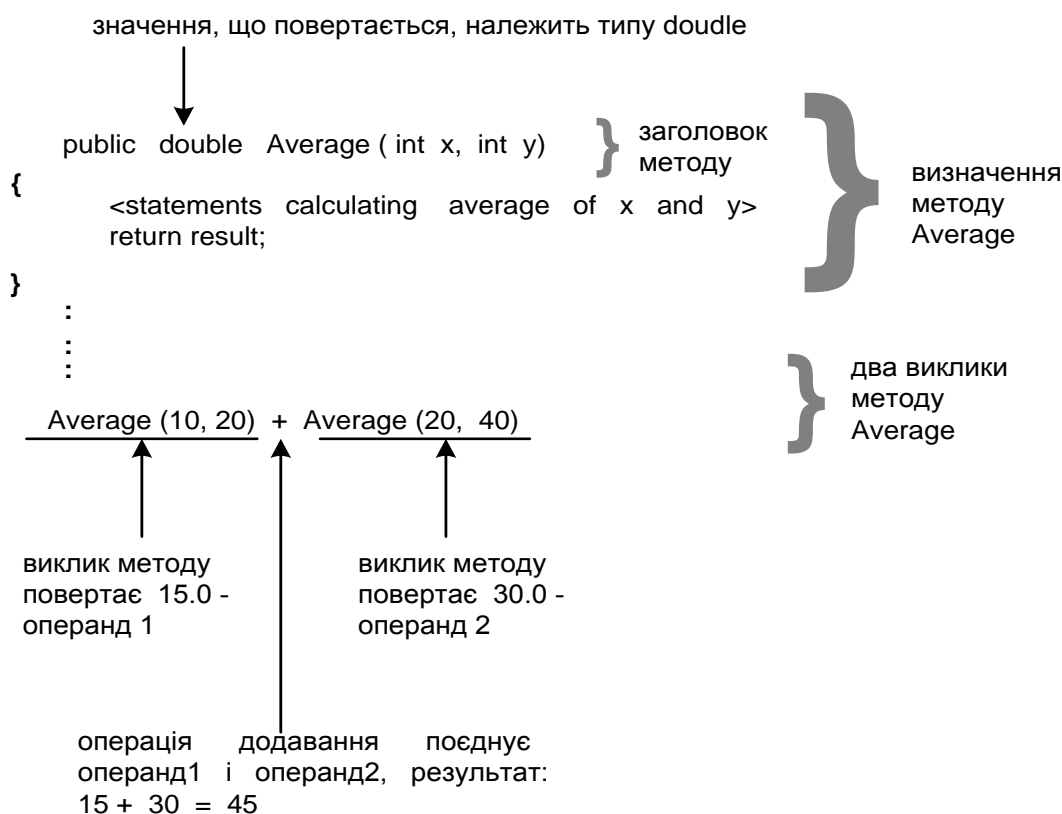 значення, що повертається, належить типу doudle
public double Average ( int x, int y)
заголовок
методу
{
<statements calculating average of x and y>
return result;
}
визначення
методу
Average
:
:
:
Average (10, 20) + Average (20, 40)
два виклики
методу
Average
виклик методу
повертає 15.0 -
операнд 1
виклик методу
повертає 30.0 -
операнд 2
операція додавання поєднує
операнд1 і операнд2, результат:
15 + 30 = 45